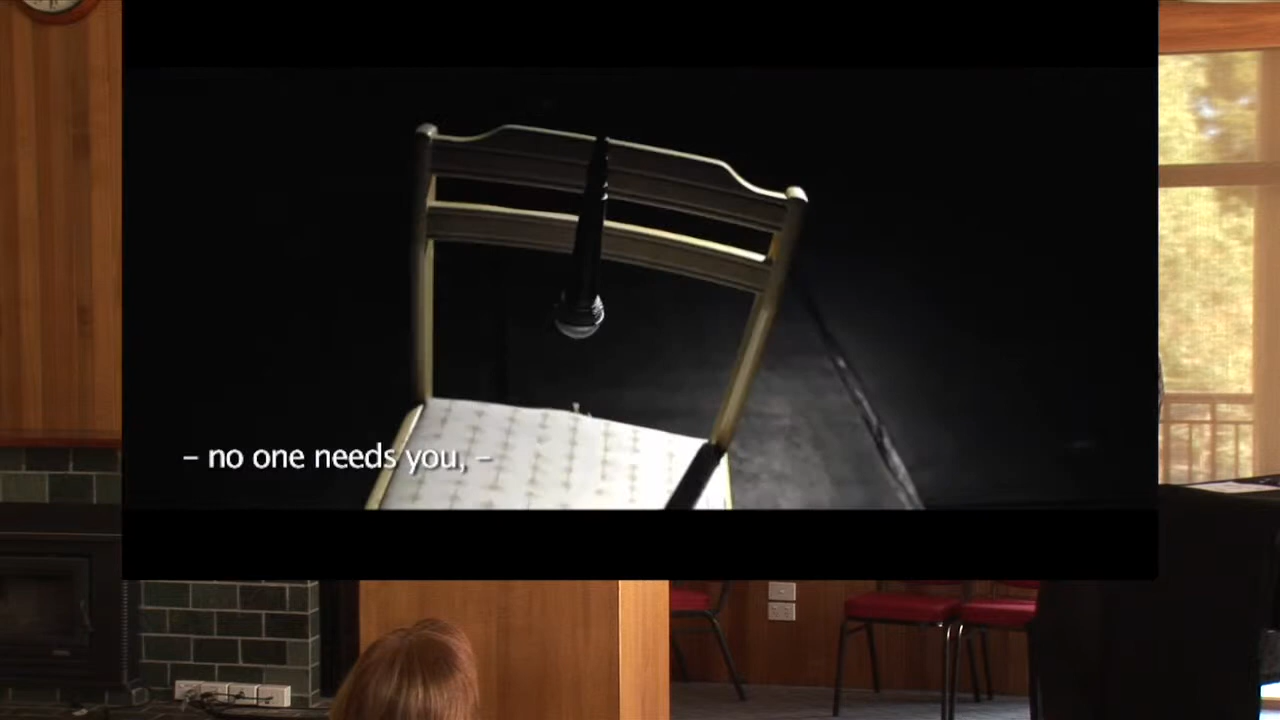 – no one needs you, –